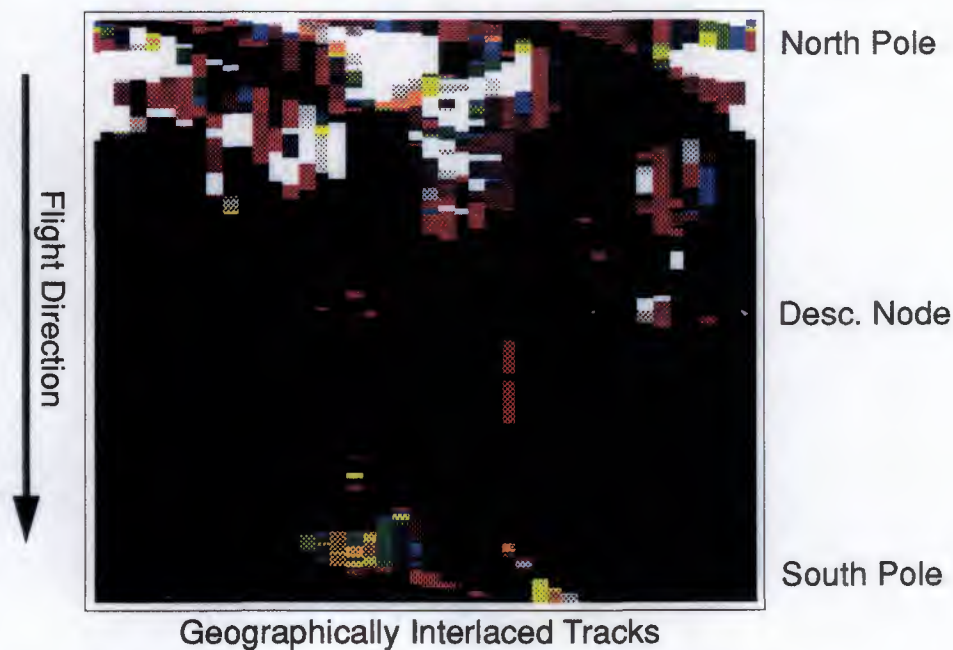 North Pole
Flight Direction
Desc. Node
South Pole
Geographically Interlaced Tracks